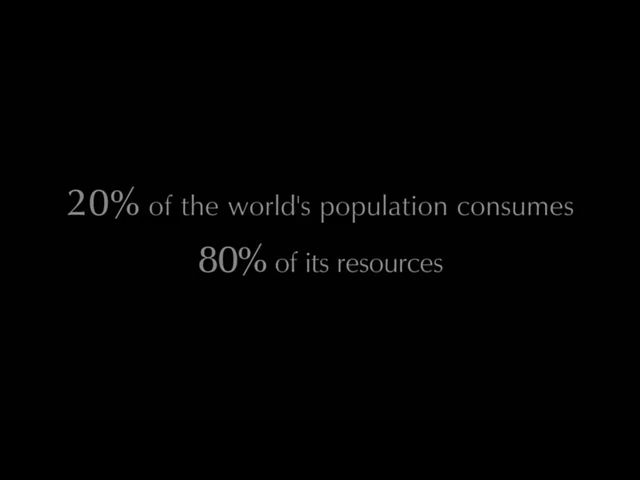 20% of the world's population consumes
80% of its resources